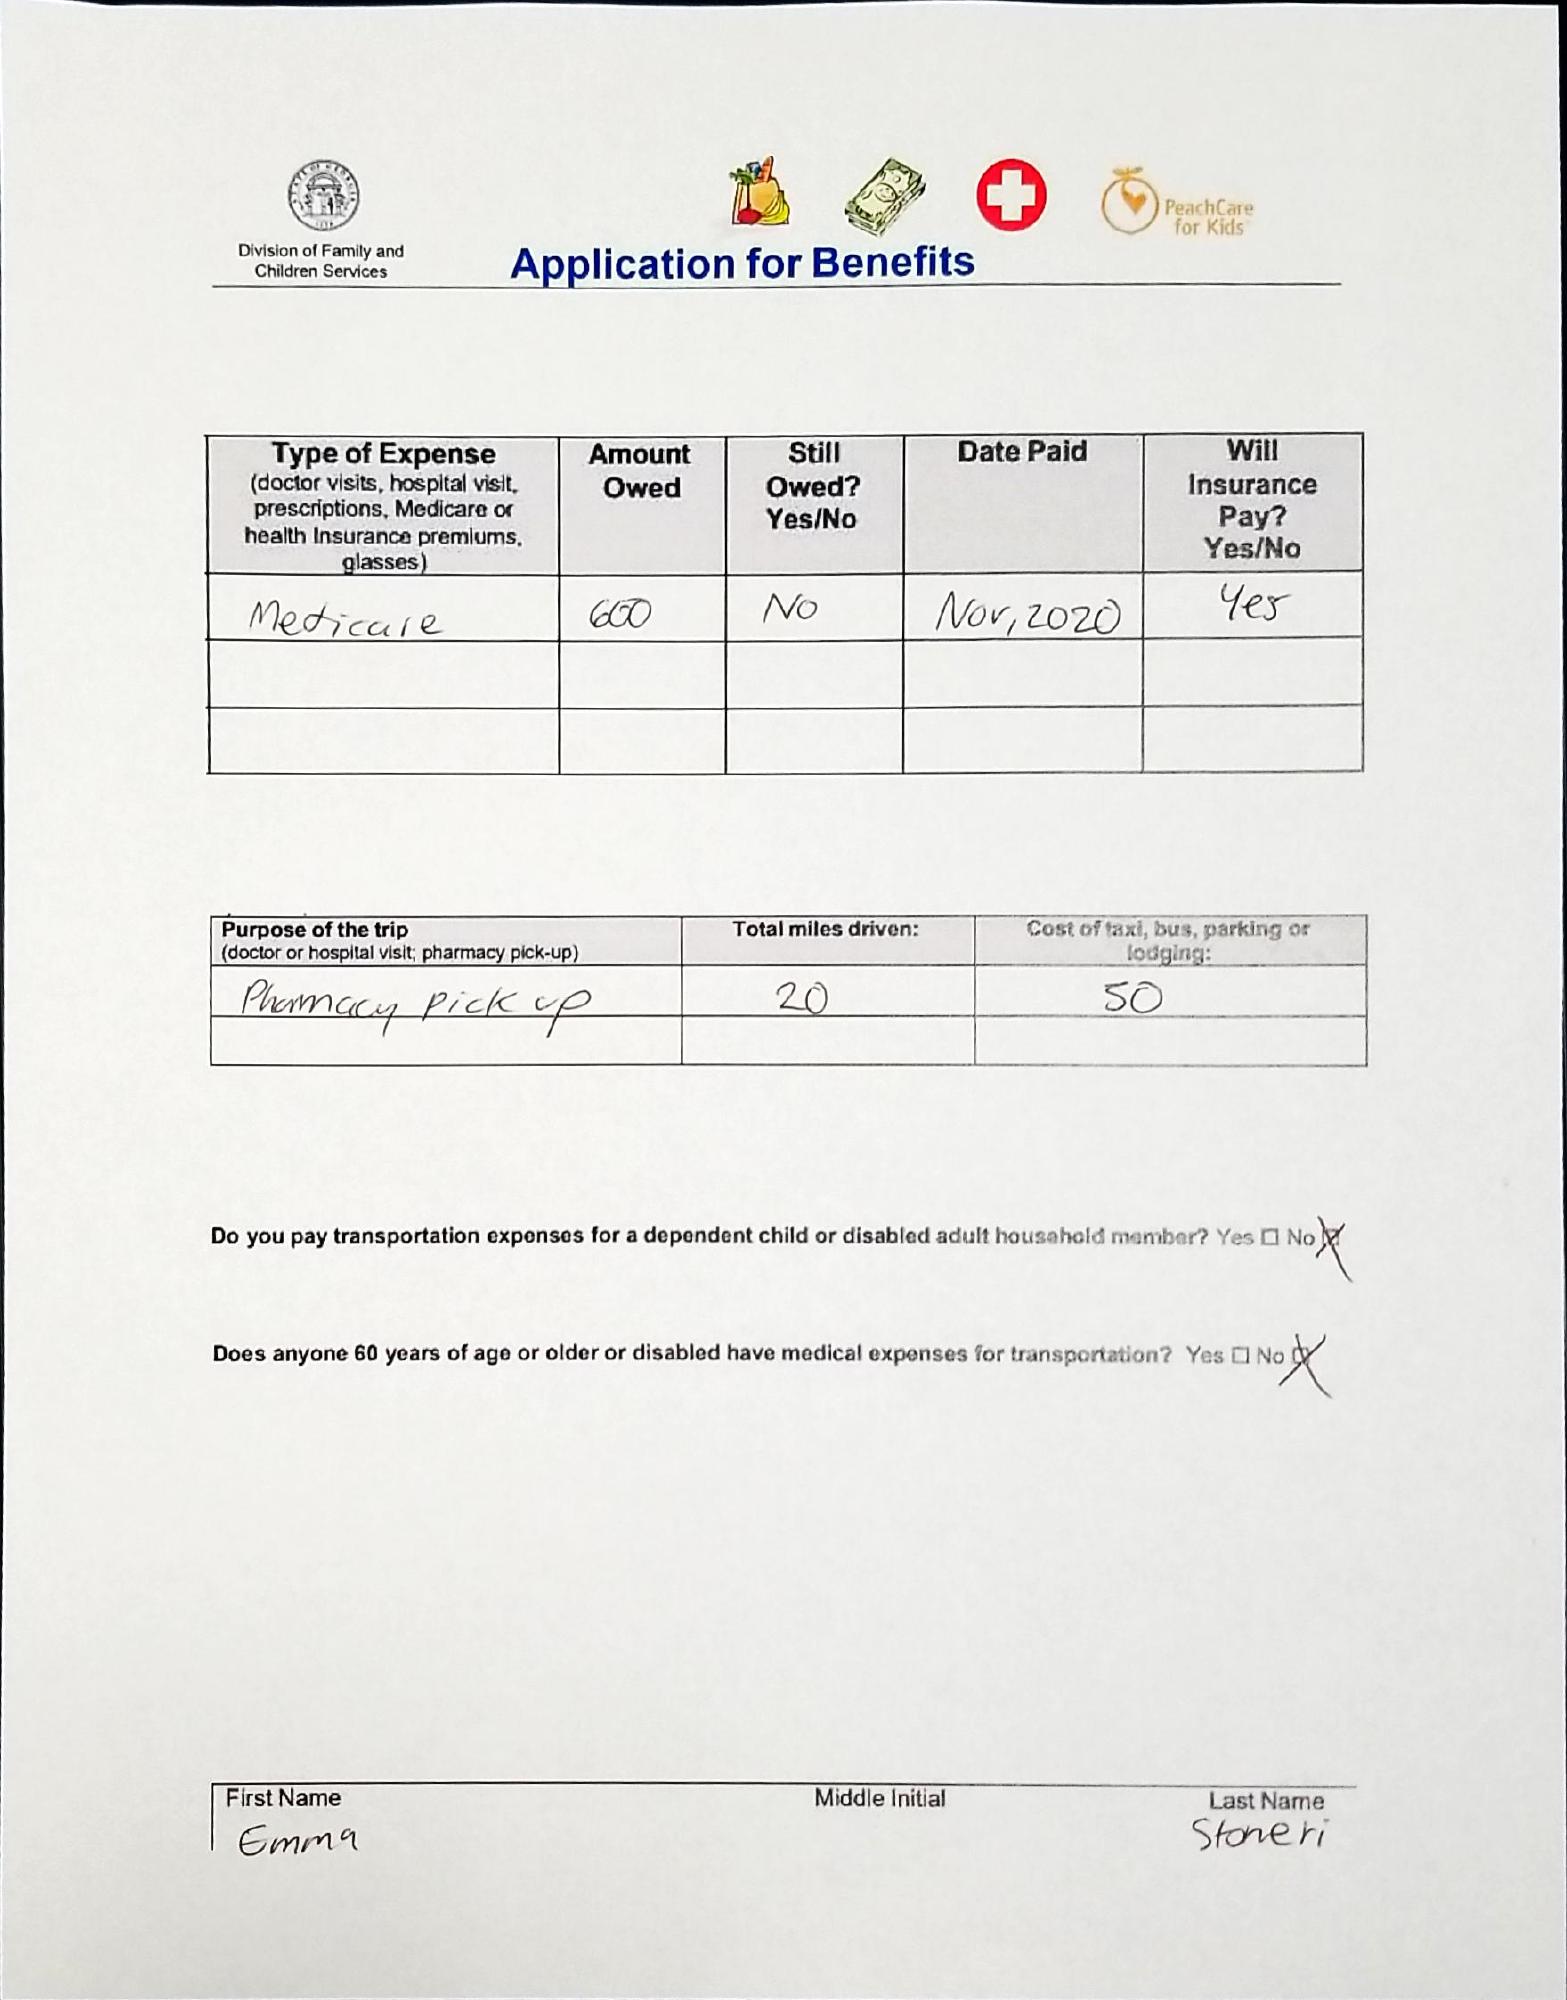 STATE OF GEORGIA
1776
Division of Family and
Children Services
Application for Benefits
PeachCare
for Kids
Type of Expense
(doctor visits, hospital visit,
prescriptions, Medicare or
health Insurance premiums,
glasses)
Amount
Owed
Still
Owed?
Yes/No
Date Paid
Will
Insurance
Pay?
Yes/No
Medicare 600 No Nov, 2020 Yes
Purpose of the trip
(doctor or hospital visit; pharmacy pick-up)
Total miles driven:
Cost of taxi, bus, parking or
lodging:
Pharmacy pick up 20 50
Do you pay transportation expenses for a dependent child or disabled adult household member? Yes ☐ No ☒
Does anyone 60 years of age or older or disabled have medical expenses for transportation? Yes ☐ No ☒
First Name Middle Initial Last Name
Emma Stoneri